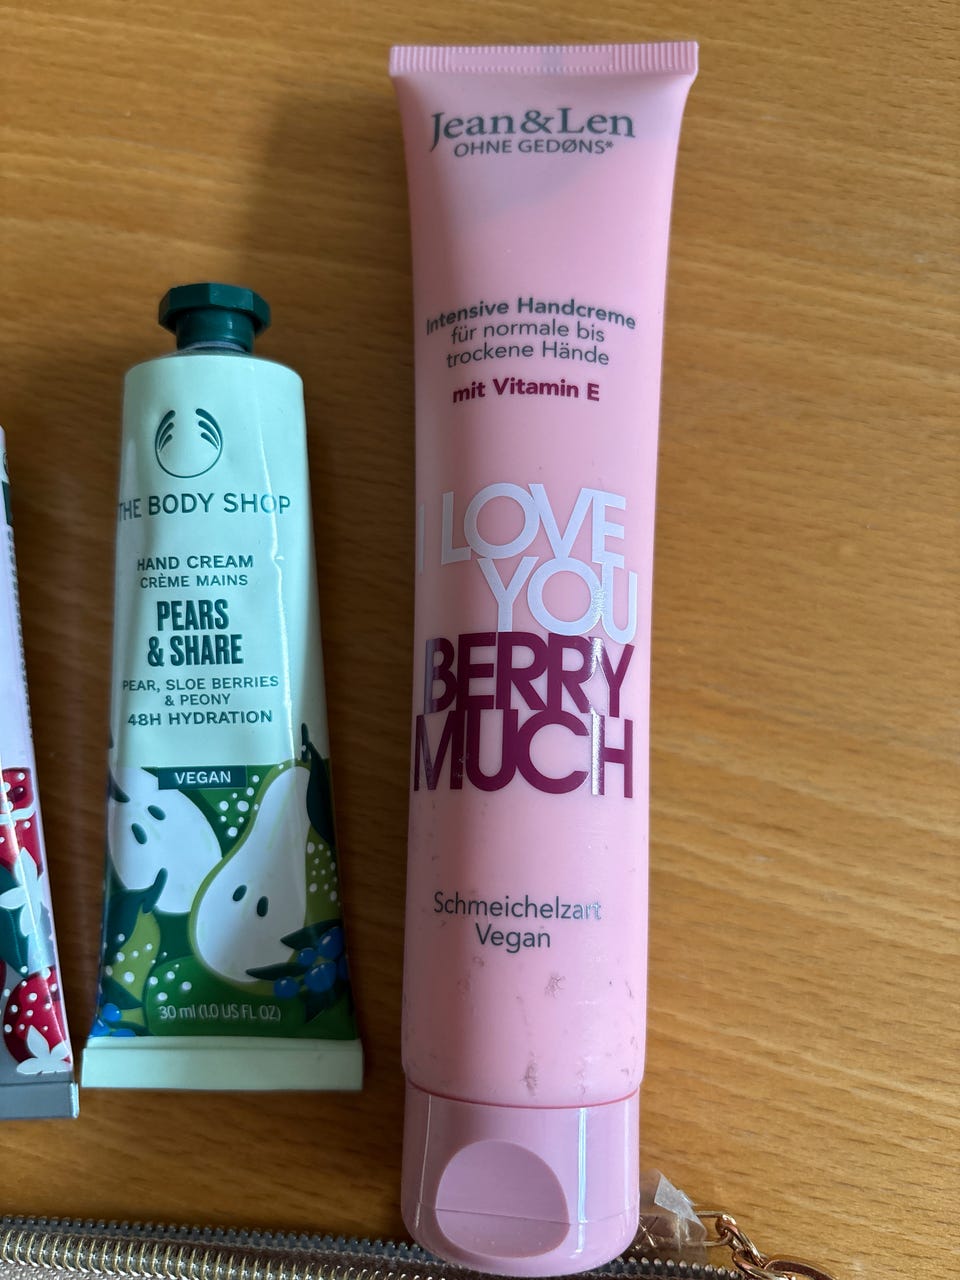 THE BODY SHOP
HAND CREAM
CRÈME MAINS
PEARS
& SHARE
PEAR, SLOE BERRIES
& PEONY
48H HYDRATION
VEGAN
30 ml (1.0 US FL OZ)
Jean&Len
OHNE GEDØNS*
Intensive Handcreme
für normale bis
trockene Hände
mit Vitamin E
I LOVE
YOU
BERRY
MUCH
Schmeichelzart
Vegan